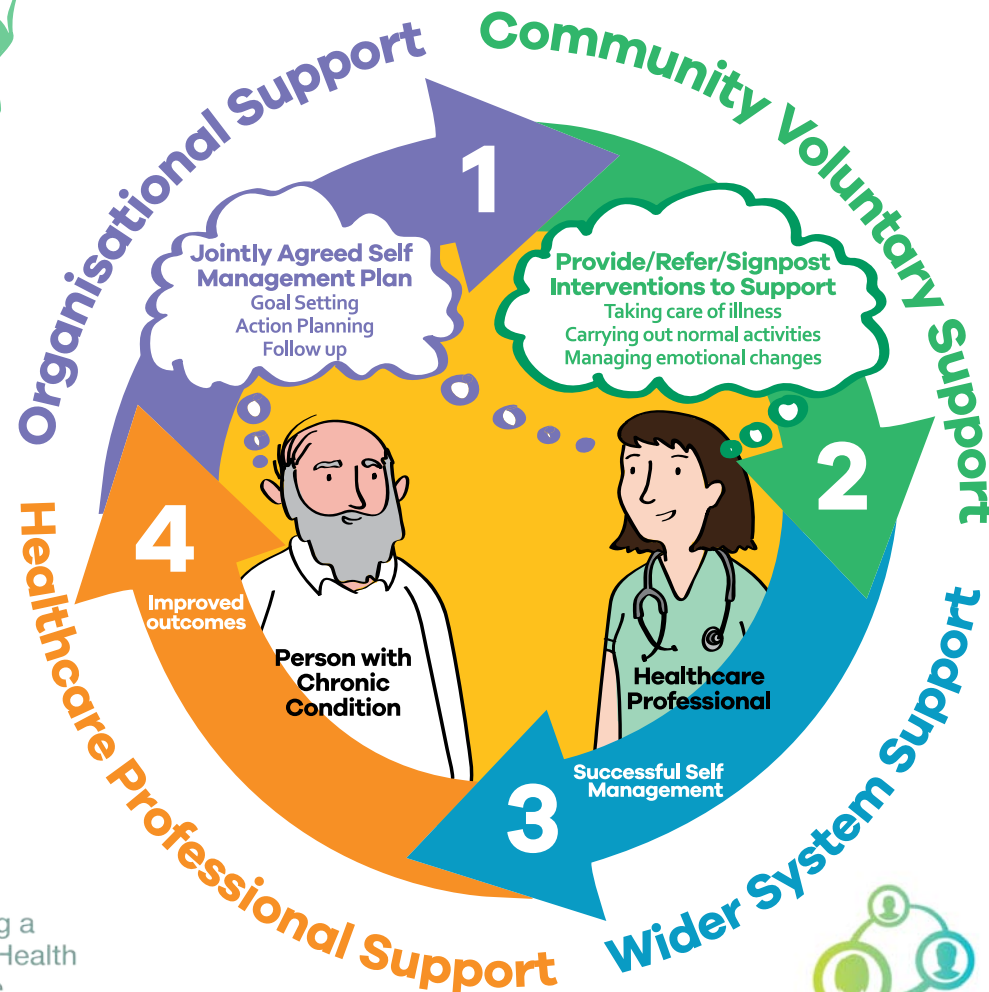 Organisational Support
Community Voluntary Support
1
Jointly Agreed Self
Management Plan
Goal Setting
Action Planning
Follow up
Provide/Refer/Signpost
Interventions to Support
Taking care of illness
Carrying out normal activities
Managing emotional changes
2
4
Improved
outcomes
Person with
Chronic
Condition
Healthcare
Professional
Successful Self
Management
3
Healthcare Professional Support
Wider System Support
g a
Health